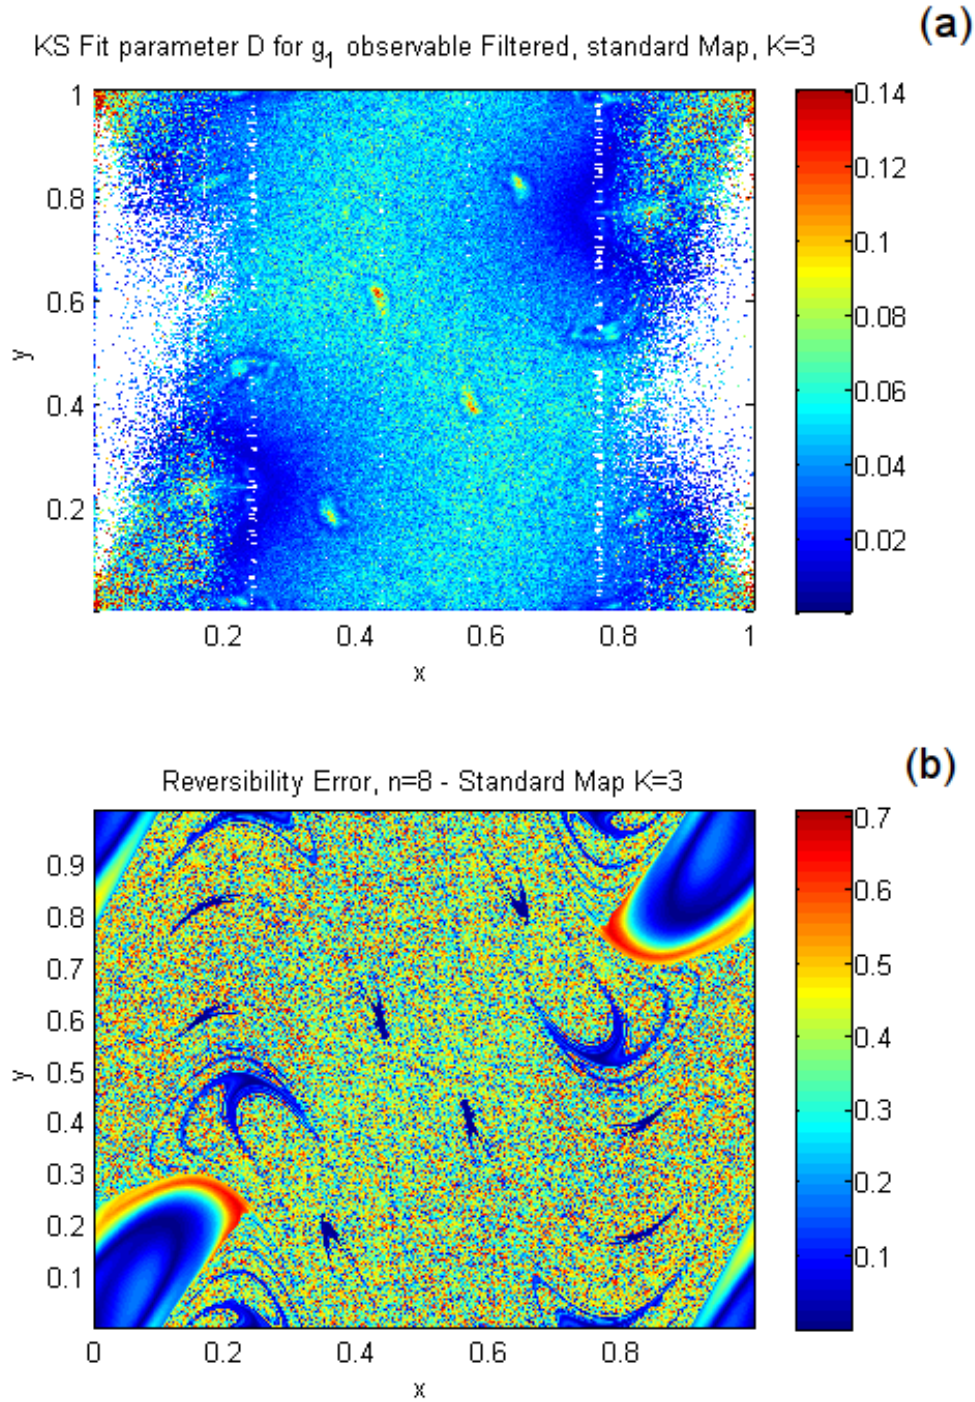 (a)
KS Fit parameter D for g1 observable Filtered, standard Map, K=3
1
0.8
0.6
0.4
0.2
y
0.2 0.4 0.6 0.8 1
x
0.14
0.12
0.1
0.08
0.06
0.04
0.02
(b)
Reversibility Error, n=8 - Standard Map K=3
0.9
0.8
0.7
0.6
0.5
0.4
0.3
0.2
0.1
y
0 0.2 0.4 0.6 0.8
x
0.7
0.6
0.5
0.4
0.3
0.2
0.1